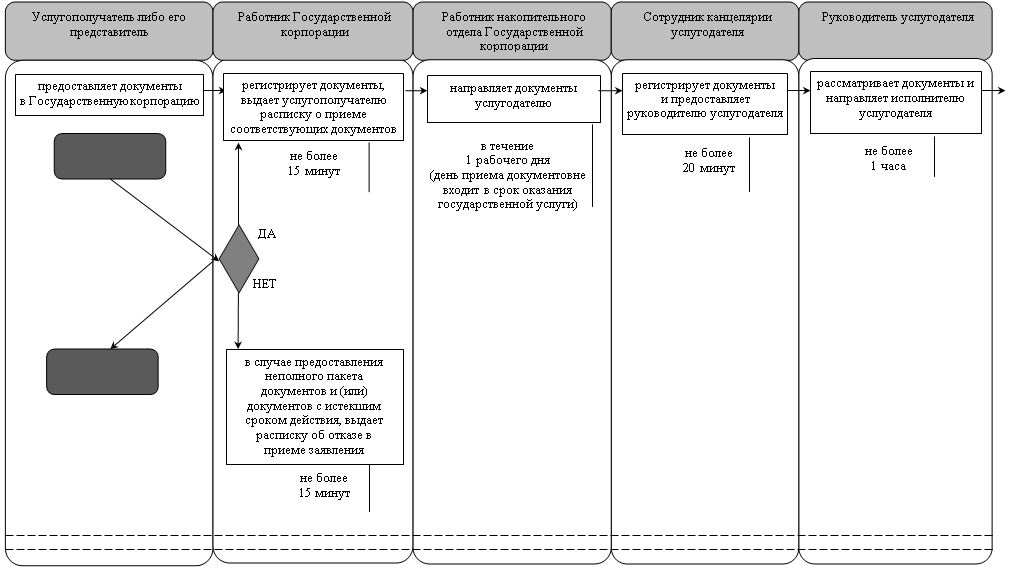 Услугополучатель либо его
представитель
Работник Государственной
корпорации
Работник накопительного
отдела Государственной
корпорации
Сотрудник канцелярии
услугодателя
Руководитель услугодателя
предоставляет документы
в Государственную корпорацию
регистрирует документы,
выдает услугополучателю
расписку о приеме
соответствующих документов
направляет документы
услугодателю
регистрирует документы
и предоставляет
руководителю услугодателя
рассматривает документы и
направляет исполнителю
услугодателя
не более
15 минут
в течение
1 рабочего дня
(день приема документовне
входит в срок оказания
государственной услуги)
не более
20 минут
не более
1 часа
ДА
НЕТ
в случае предоставления
неполного пакета
документов и (или)
документов с истекшим
сроком действия, выдает
расписку об отказе в
приеме заявления
не более
15 минут